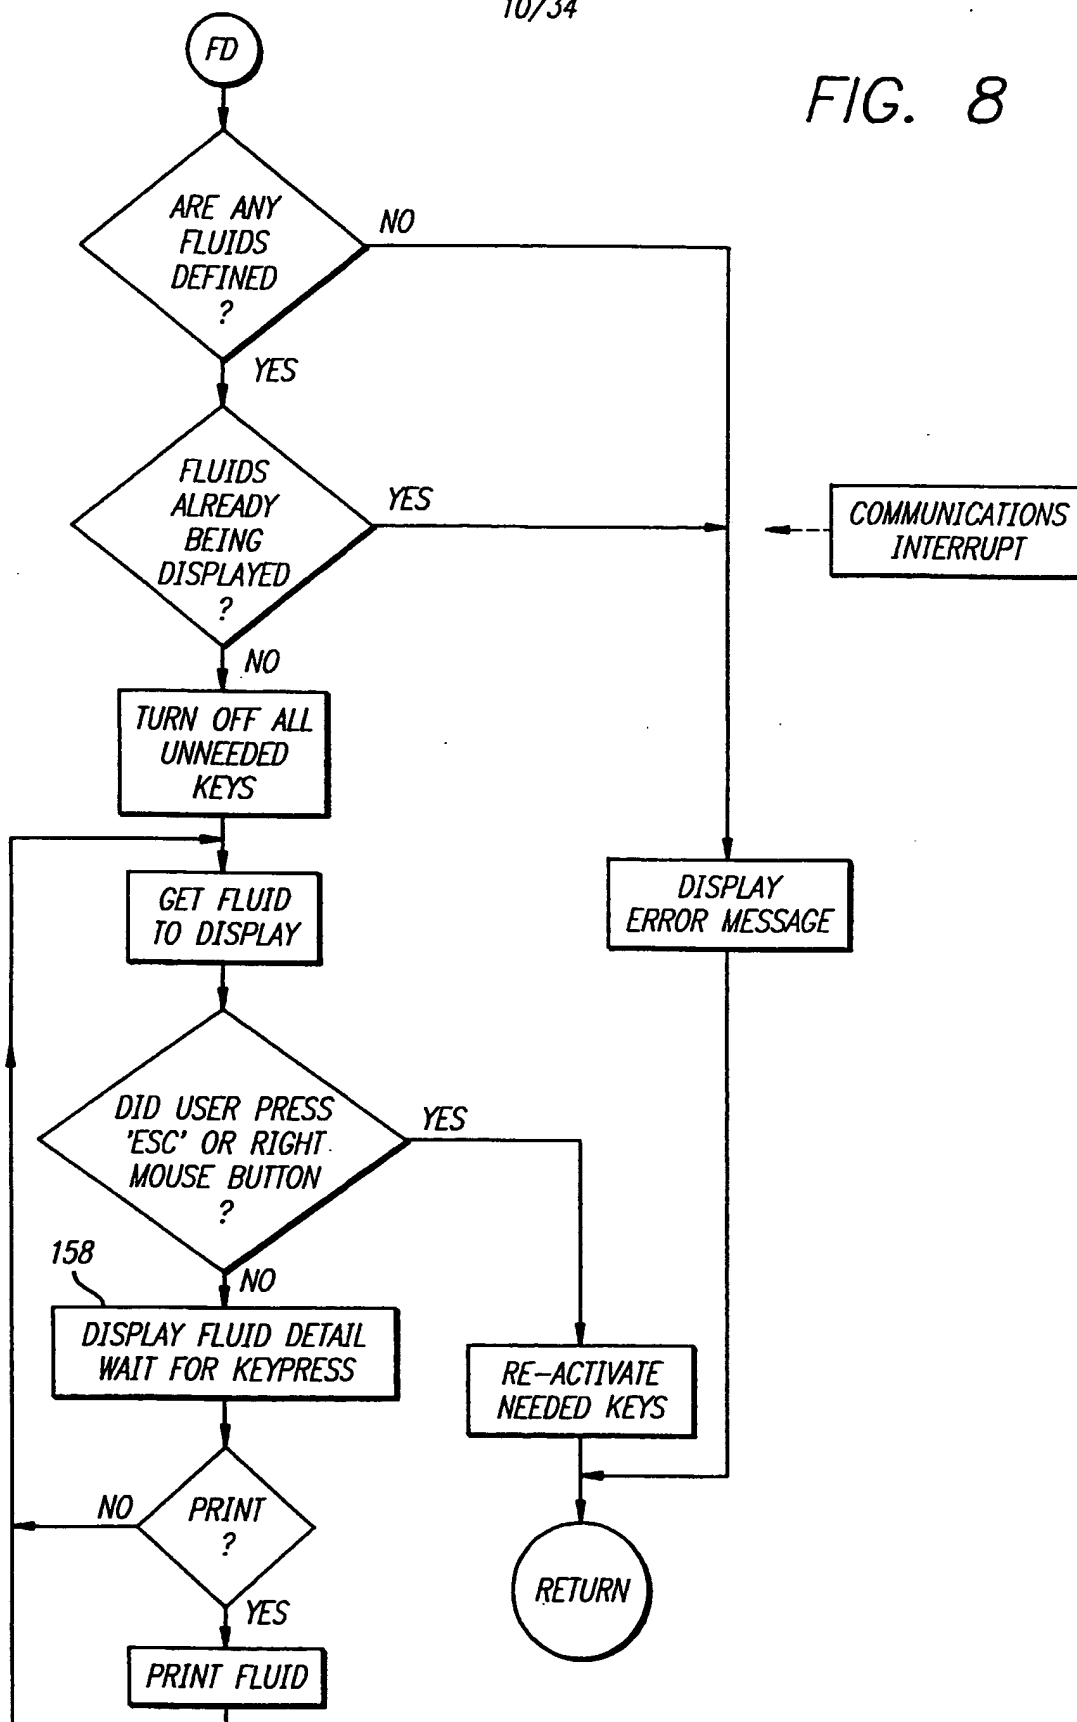 10/34
FIG. 8
FD
ARE ANY
FLUIDS
DEFINED
?
NO
YES
FLUIDS
ALREADY
BEING
DISPLAYED
?
YES
COMMUNICATIONS
INTERRUPT
NO
TURN OFF ALL
UNNEEDED
KEYS
GET FLUID
TO DISPLAY
DISPLAY
ERROR MESSAGE
DID USER PRESS
'ESC' OR RIGHT
MOUSE BUTTON
?
YES
158
NO
DISPLAY FLUID DETAIL
WAIT FOR KEYPRESS
RE-ACTIVATE
NEEDED KEYS
NO
PRINT
?
RETURN
YES
PRINT FLUID